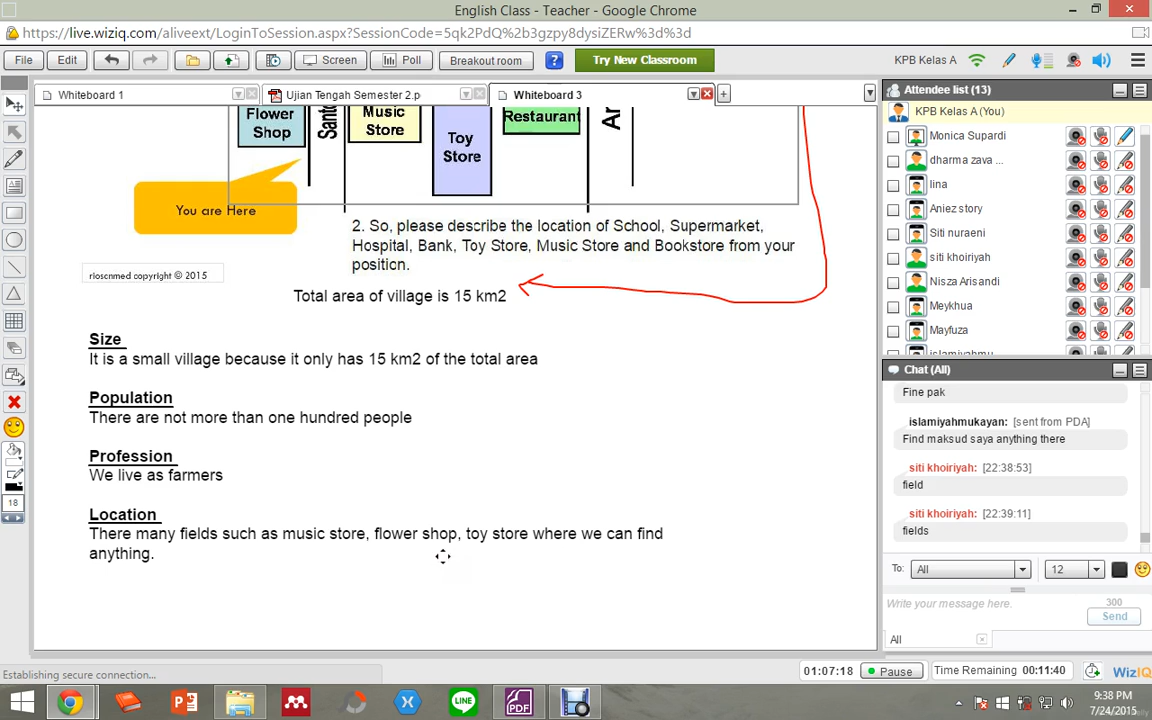 English Class - Teacher - Google Chrome
https://live.wiziq.com/aliveext/LoginToSession.aspx?SessionCode=5qk2PdQ%2b3gzpy8dysiZERw%3d%3d
File Edit Screen Poll Breakout room ? Try New Classroom KPB Kelas A
Whiteboard 1 Ujian Tengah Semester 2.p Whiteboard 3
Attendee list (13)
KPB Kelas A (You)
Monica Supardi
dharma zava ...
lina
Aniez story
Siti nuraeni
siti khoiriyah
Nisza Arisandi
Meykhua
Mayfuza
islamiyahmu
Flower
Shop
Music
Store
Toy
Store
Restaurant
You are Here
2. So, please describe the location of School, Supermarket,
Hospital, Bank, Toy Store, Music Store and Bookstore from your
position.
rioscnmed copyright © 2015
Total area of village is 15 km2
Size
It is a small village because it only has 15 km2 of the total area
Population
There are not more than one hundred people
Profession
We live as farmers
Location
There many fields such as music store, flower shop, toy store where we can find
anything.
18
Chat (All)
Fine pak
islamiyahmukayan: [sent from PDA]
Find maksud saya anything there
siti khoiriyah: [22:38:53]
field
siti khoiriyah: [22:39:11]
fields
To: All 12
Write your message here.
300
Send
All
Establishing secure connection...
01:07:18 Pause Time Remaining 00:11:40 WizIQ
LINE
PDF
9:38 PM
7/24/2015